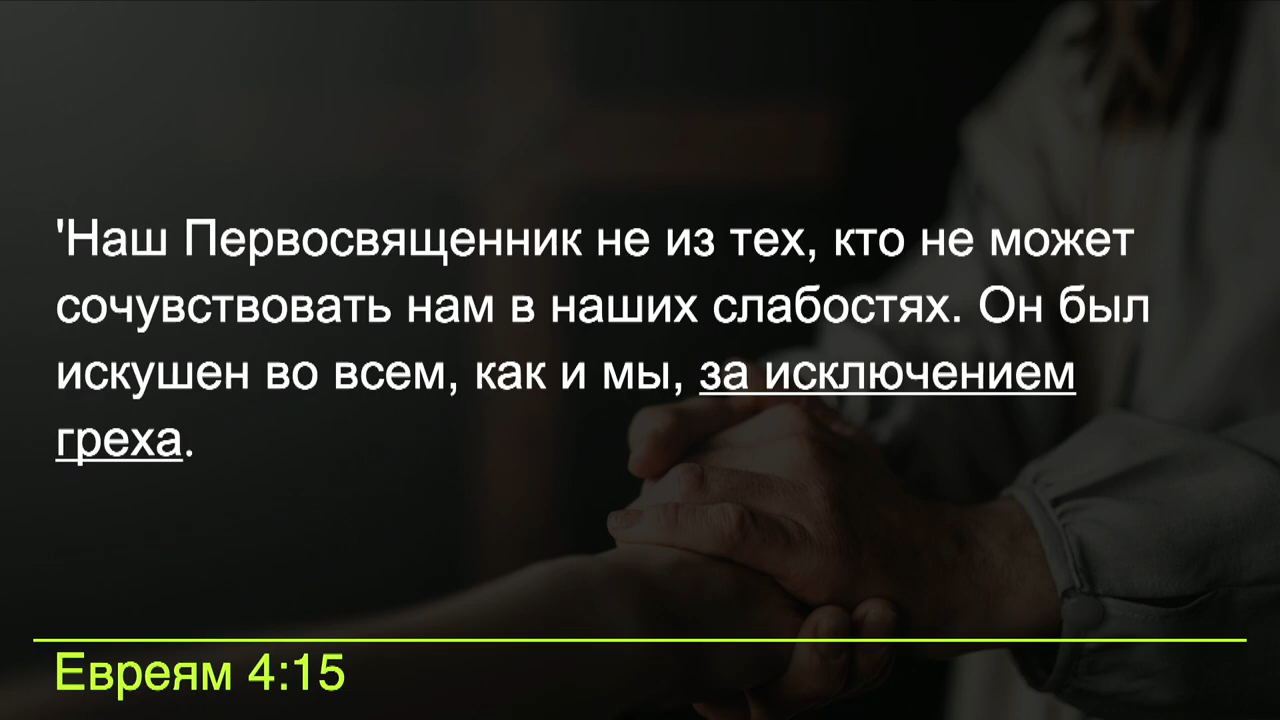 'Наш Первосвященник не из тех, кто не может
сочувствовать нам в наших слабостях. Он был
искушен во всем, как и мы, за исключением
греха.
Евреям 4:15